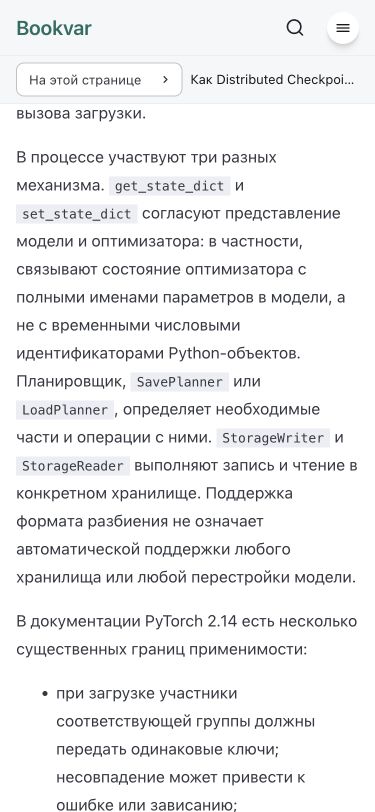 Bookvar
На этой странице
Как Distributed Checkpoi...
вызова загрузки.
В процессе участвуют три разных
механизма. get_state_dict и
set_state_dict согласуют представление
модели и оптимизатора: в частности,
связывают состояние оптимизатора с
полными именами параметров в модели, а
не с временными числовыми
идентификаторами Python-объектов.
Планировщик, SavePlanner или
LoadPlanner, определяет необходимые
части и операции с ними. StorageWriter и
StorageReader выполняют запись и чтение в
конкретном хранилище. Поддержка
формата разбиения не означает
автоматической поддержки любого
хранилища или любой перестройки модели.
В документации PyTorch 2.14 есть несколько
существенных границ применимости:
• при загрузке участники
соответствующей группы должны
передать одинаковые ключи;
несовпадение может привести к
ошибке или зависанию;